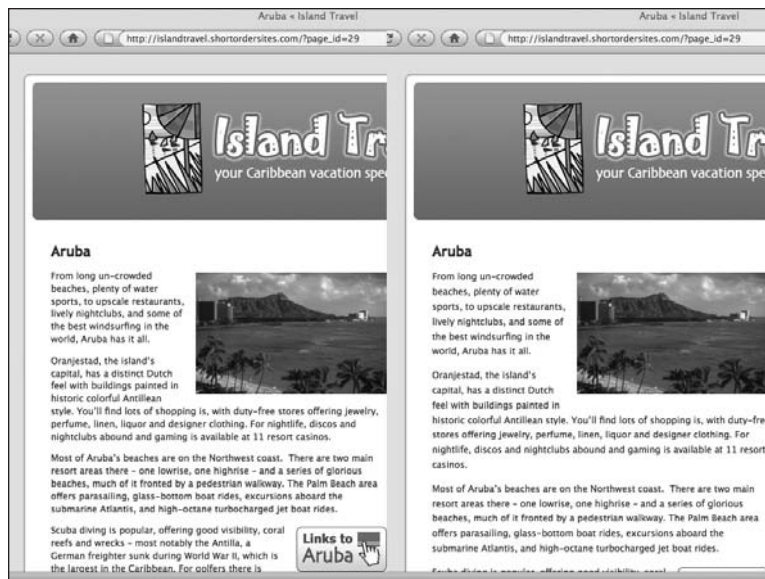 Aruba « Island Travel
http://islandtravel.shortordersites.com/?page_id=29
Island Tr
your Caribbean vacation spe
Aruba
From long un-crowded
beaches, plenty of water
sports, to upscale restaurants,
lively nightclubs, and some of
the best windsurfing in the
world, Aruba has it all.
Oranjestad, the island's
capital, has a distinct Dutch
feel with buildings painted in
historic colorful Antillean
style. You'll find lots of shopping is, with duty-free stores offering jewelry,
perfume, linen, liquor and designer clothing. For nightlife, discos and
nightclubs abound and gaming is available at 11 resort casinos.
Most of Aruba's beaches are on the Northwest coast.  There are two main
resort areas there - one lowrise, one highrise - and a series of glorious
beaches, much of it fronted by a pedestrian walkway. The Palm Beach area
offers parasailing, glass-bottom boat rides, excursions aboard the
submarine Atlantis, and high-octane turbocharged jet boat rides.
Scuba diving is popular, offering good visibility, coral
reefs and wrecks - most notably the Antilla, a
German freighter sunk during World War II, which is
the largest in the Caribbean. For golfers there is
Links to
Aruba
Aruba « Island Travel
http://islandtravel.shortordersites.com/?page_id=29
Island Tr
your Caribbean vacation spe
Aruba
From long un-crowded
beaches, plenty of water
sports, to upscale restaurants,
lively nightclubs, and some of
the best windsurfing in the
world, Aruba has it all.
Oranjestad, the island's
capital, has a distinct Dutch
feel with buildings painted in
historic colorful Antillean style. You'll find lots of shopping is, with duty-fre
stores offering jewelry, perfume, linen, liquor and designer clothing. For
nightlife, discos and nightclubs abound and gaming is available at 11 resort
casinos.
Most of Aruba's beaches are on the Northwest coast.  There are two main
resort areas there - one lowrise, one highrise - and a series of glorious
beaches, much of it fronted by a pedestrian walkway. The Palm Beach area
offers parasailing, glass-bottom boat rides, excursions aboard the
submarine Atlantis, and high-octane turbocharged jet boat rides.
Scuba diving is popular, offering good visibility, coral